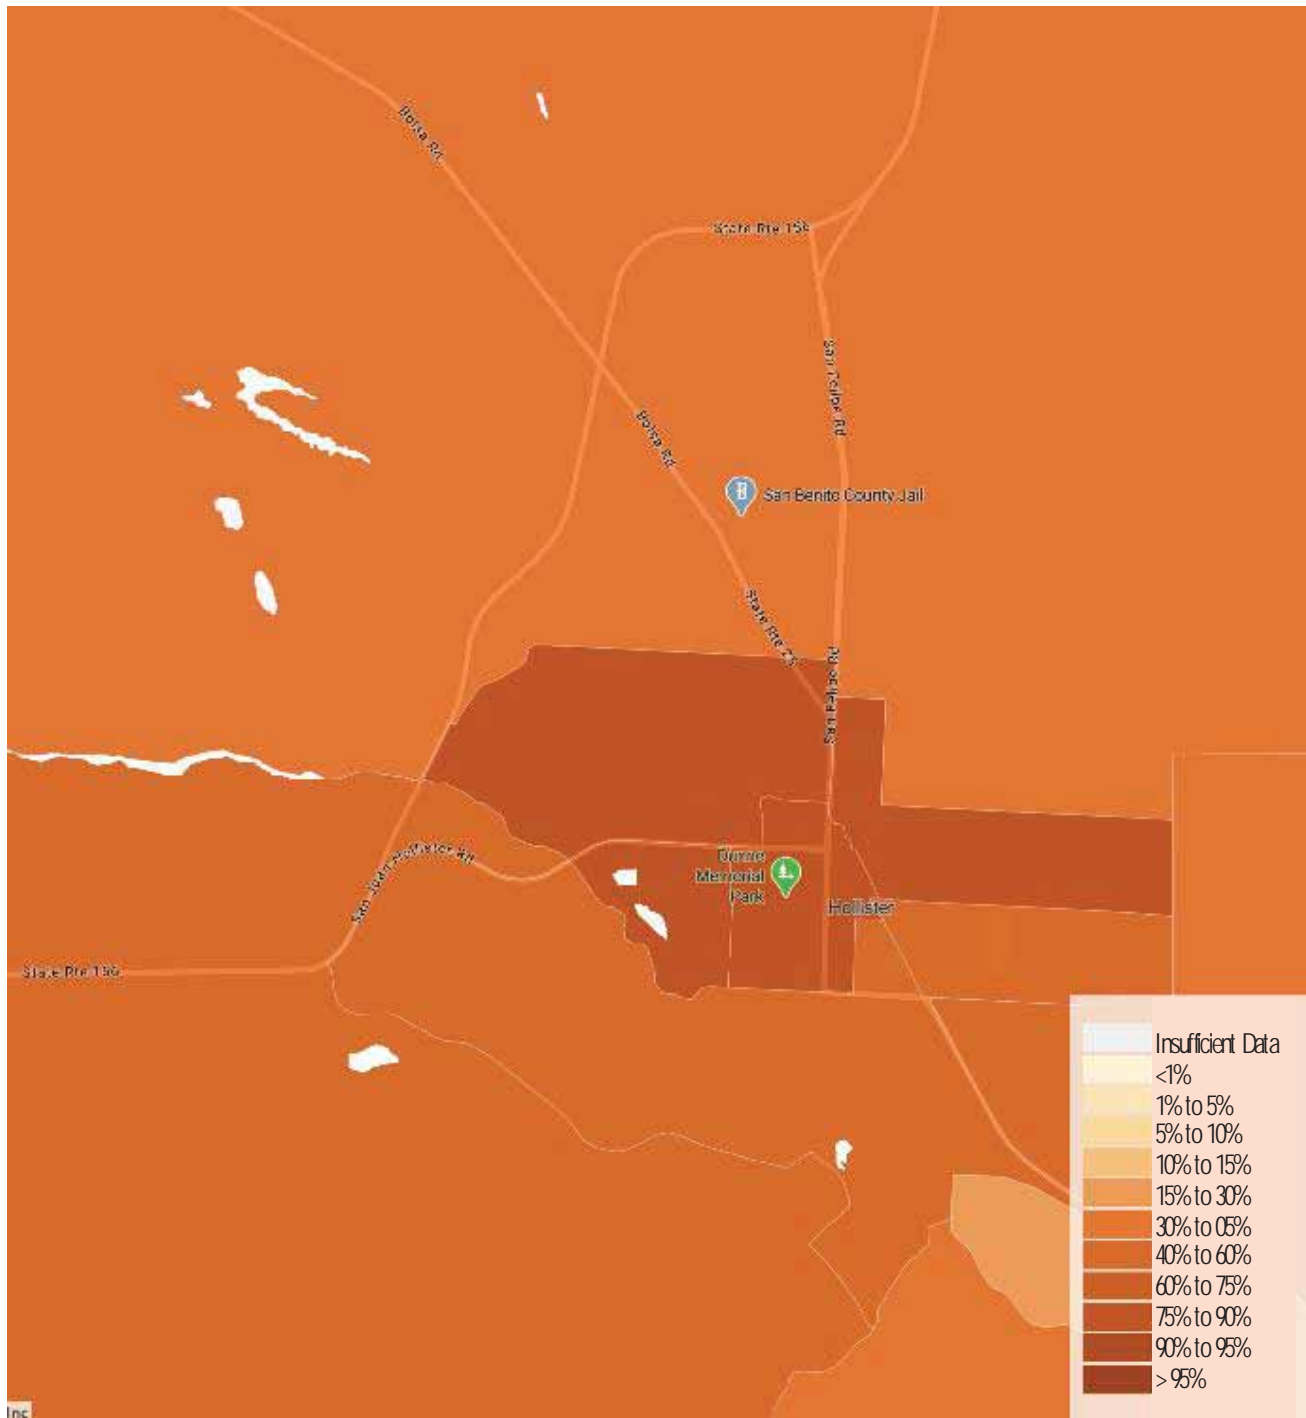 Bolsa Rd
State Rte 156
San Felipe Rd
Bolsa Rd
San Benito County Jail
State Rte 25
San Felipe Rd
San Juan Hollister Rd
Dunne
Memorial
Park
Hollister
State Rte 156
Insufficient Data
<1%
1% to 5%
5% to 10%
10% to 15%
15% to 30%
30% to 05%
40% to 60%
60% to 75%
75% to 90%
90% to 95%
> 95%
Inc